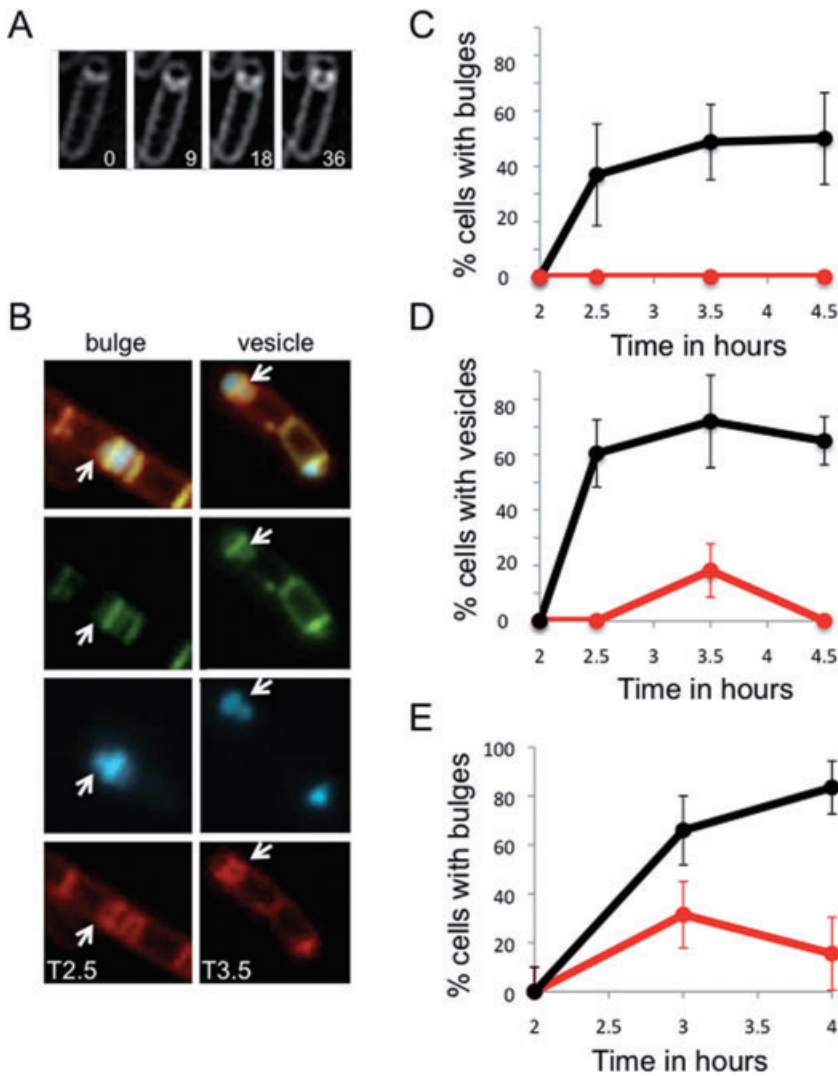 A
0 9 18 36
B
bulge vesicle
T2.5 T3.5
C
% cells with bulges
80
60
40
20
0
2 2.5 3 3.5 4 4.5
Time in hours
D
% cells with vesicles
80
60
40
20
0
2 2.5 3 3.5 4 4.5
Time in hours
E
% cells with bulges
100
80
60
40
20
0
2 2.5 3 3.5 4
Time in hours